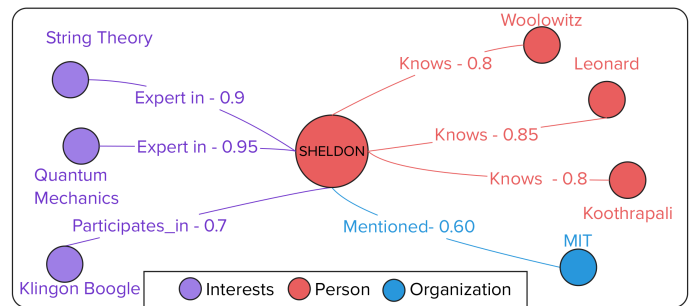 Woolowitz
String Theory
Leonard
Knows - 0.8
Expert in - 0.9
Knows - 0.85
SHELDON
Expert in - 0.95
Quantum
Mechanics
Knows - 0.8
Koothrapali
Participates_in - 0.7
Mentioned- 0.60
MIT
Klingon Boogle
Interests
Person
Organization